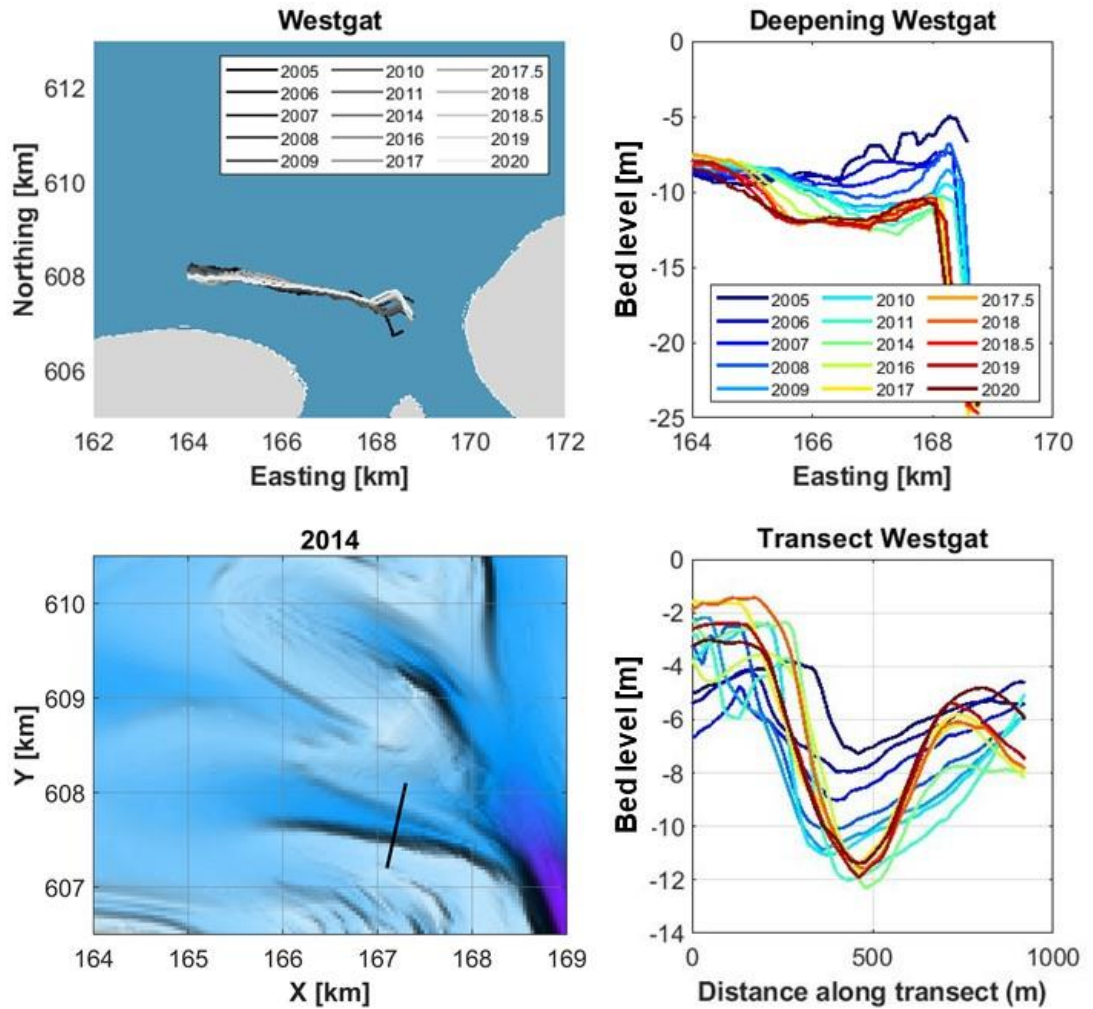 Westgat
Northing [km]
612
610
608
606
2005 2010 2017.5
2006 2011 2018
2007 2014 2018.5
2008 2016 2019
2009 2017 2020
162 164 166 168 170 172
Easting [km]
Deepening Westgat
Bed level [m]
0
-5
-10
-15
-20
-25
2005 2010 2017.5
2006 2011 2018
2007 2014 2018.5
2008 2016 2019
2009 2017 2020
164 166 168 170
Easting [km]
2014
Y [km]
610
609
608
607
164 165 166 167 168 169
X [km]
Transect Westgat
Bed level [m]
0
-2
-4
-6
-8
-10
-12
-14
0 500 1000
Distance along transect (m)